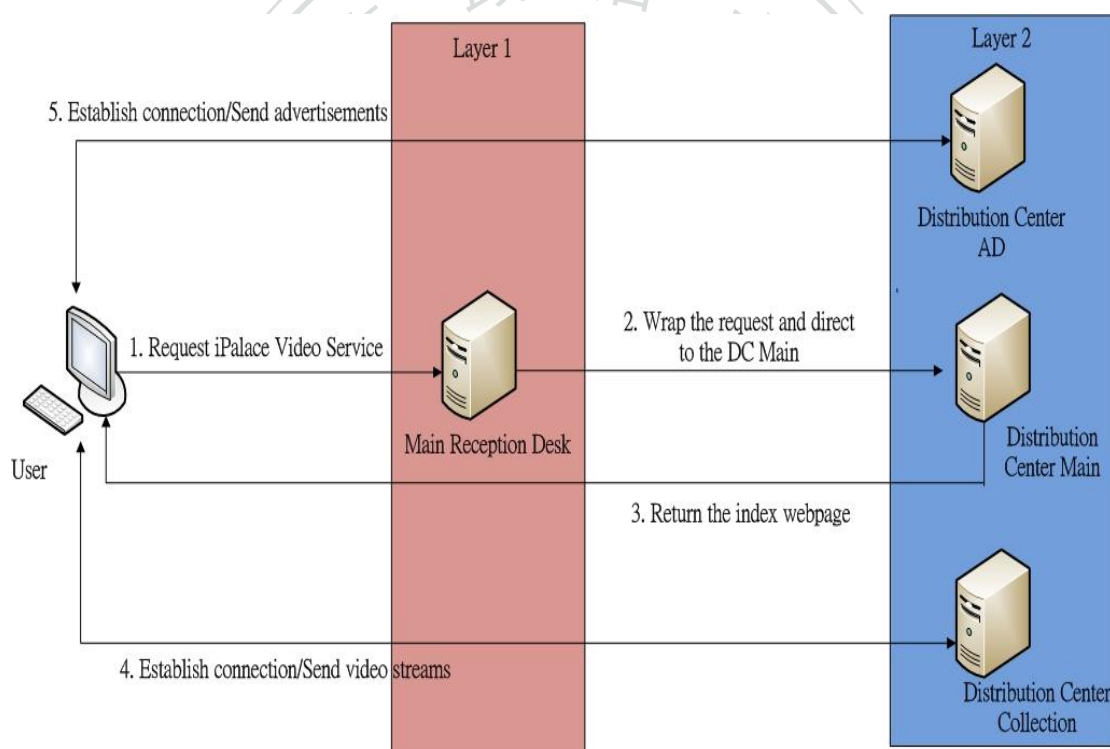 Layer 1
Layer 2
5. Establish connection/Send advertisements
Distribution Center
AD
1. Request iPalace Video Service
2. Wrap the request and direct
to the DC Main
Main Reception Desk
Distribution
Center Main
User
3. Return the index webpage
4. Establish connection/Send video streams
Distribution Center
Collection